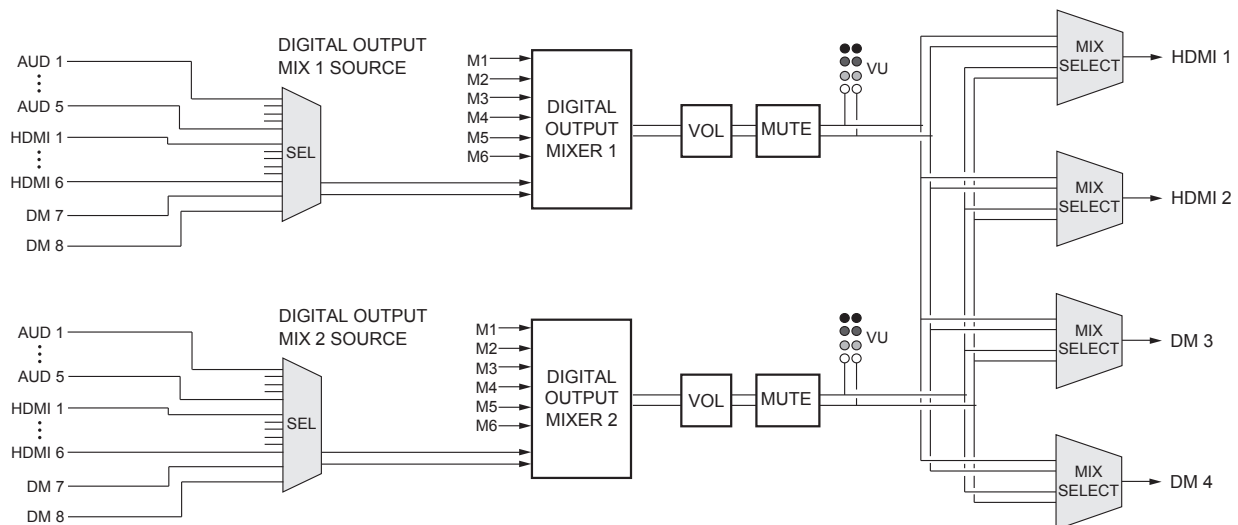 DIGITAL OUTPUT
MIX 1 SOURCE
AUD 1
AUD 5
HDMI 1
HDMI 6
DM 7
DM 8
SEL
M1
M2
M3
M4
M5
M6
DIGITAL
OUTPUT
MIXER 1
VOL
MUTE
VU
MIX
SELECT
HDMI 1
MIX
SELECT
HDMI 2
DIGITAL OUTPUT
MIX 2 SOURCE
AUD 1
AUD 5
HDMI 1
HDMI 6
DM 7
DM 8
SEL
M1
M2
M3
M4
M5
M6
DIGITAL
OUTPUT
MIXER 2
VOL
MUTE
VU
MIX
SELECT
DM 3
MIX
SELECT
DM 4